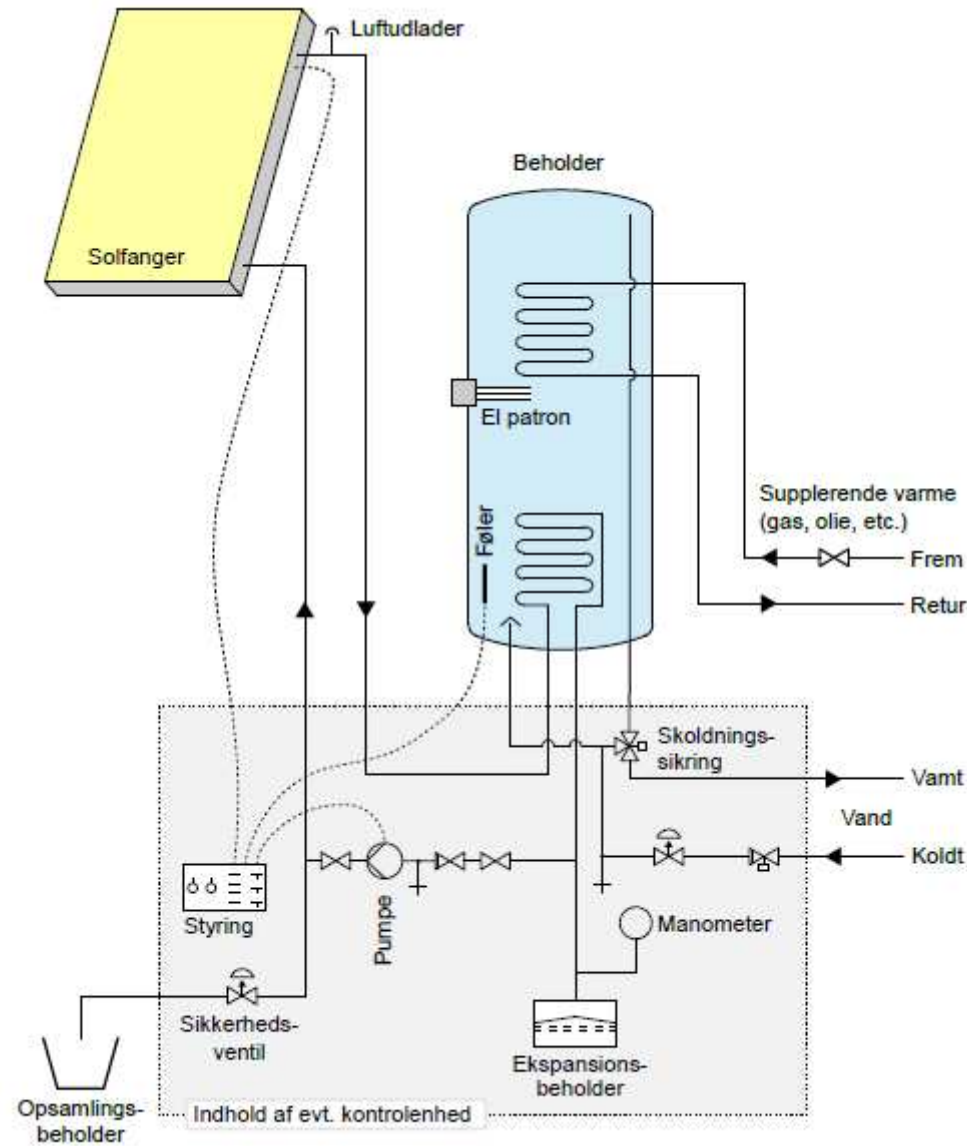 Luftudlader
Beholder
Solfanger
El patron
Føler
Supplerende varme
(gas, olie, etc.)
Frem
Retur
Skoldnings-
sikring
Vamt
Vand
Koldt
Styring
Pumpe
Manometer
Sikkerheds-
ventil
Ekspansions-
beholder
Opsamlings-
beholder
Indhold af evt. kontrolenhed